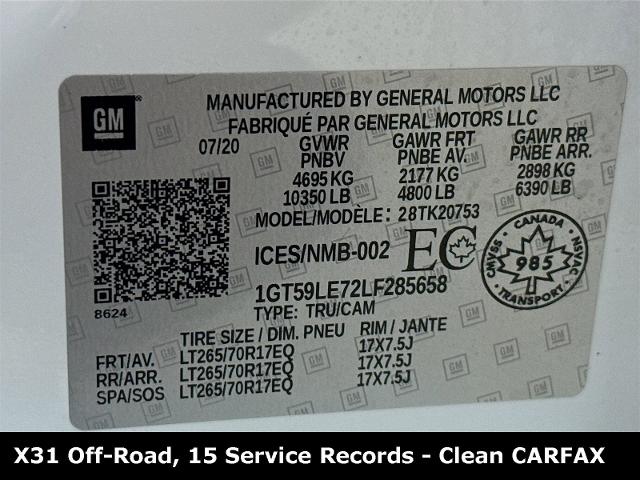 GM
MANUFACTURED BY GENERAL MOTORS LLC
FABRIQUÉ PAR GENERAL MOTORS LLC
07/20 GVWR GAWR FRT GAWR RR
PNBV PNBE AV. PNBE ARR.
4695 KG 2177 KG 2898 KG
10350 LB 4800 LB 6390 LB
MODEL/MODÈLE: 28TK20753
ICES/NMB-002 EC
CANADA
985
TRANSPORT
1GT59LE72LF285658
8624
TYPE: TRU/CAM
TIRE SIZE / DIM. PNEU RIM / JANTE
FRT/AV. LT265/70R17EQ 17X7.5J
RR/ARR. LT265/70R17EQ 17X7.5J
SPA/SOS LT265/70R17EQ 17X7.5J
X31 Off-Road, 15 Service Records - Clean CARFAX